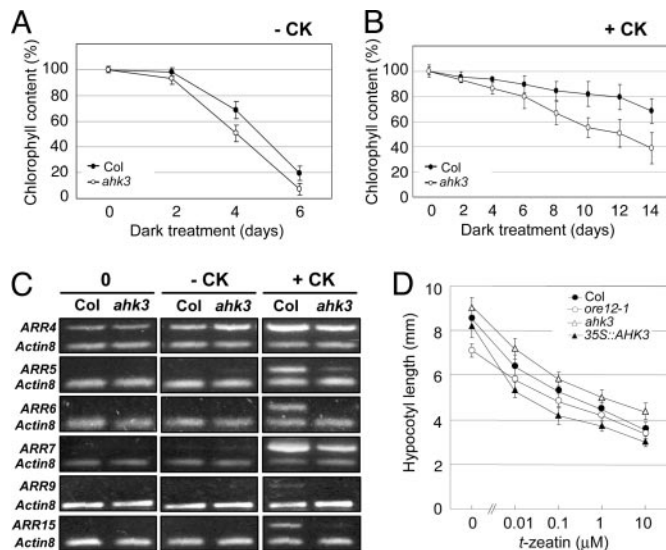 A
- CK
Chlorophyll content (%)
100
80
60
40
20
0
Col
ahk3
0 2 4 6
Dark treatment (days)
B
+ CK
Chlorophyll content (%)
100
80
60
40
20
0
Col
ahk3
0 2 4 6 8 10 12 14
Dark treatment (days)
C
0 - CK + CK
Col ahk3 Col ahk3 Col ahk3
ARR4
Actin8
ARR5
Actin8
ARR6
Actin8
ARR7
Actin8
ARR9
Actin8
ARR15
Actin8
D
Hypocotyl length (mm)
10
8
6
4
2
0
Col
ore12-1
ahk3
35S::AHK3
0 0.01 0.1 1 10
t-zeatin (µM)